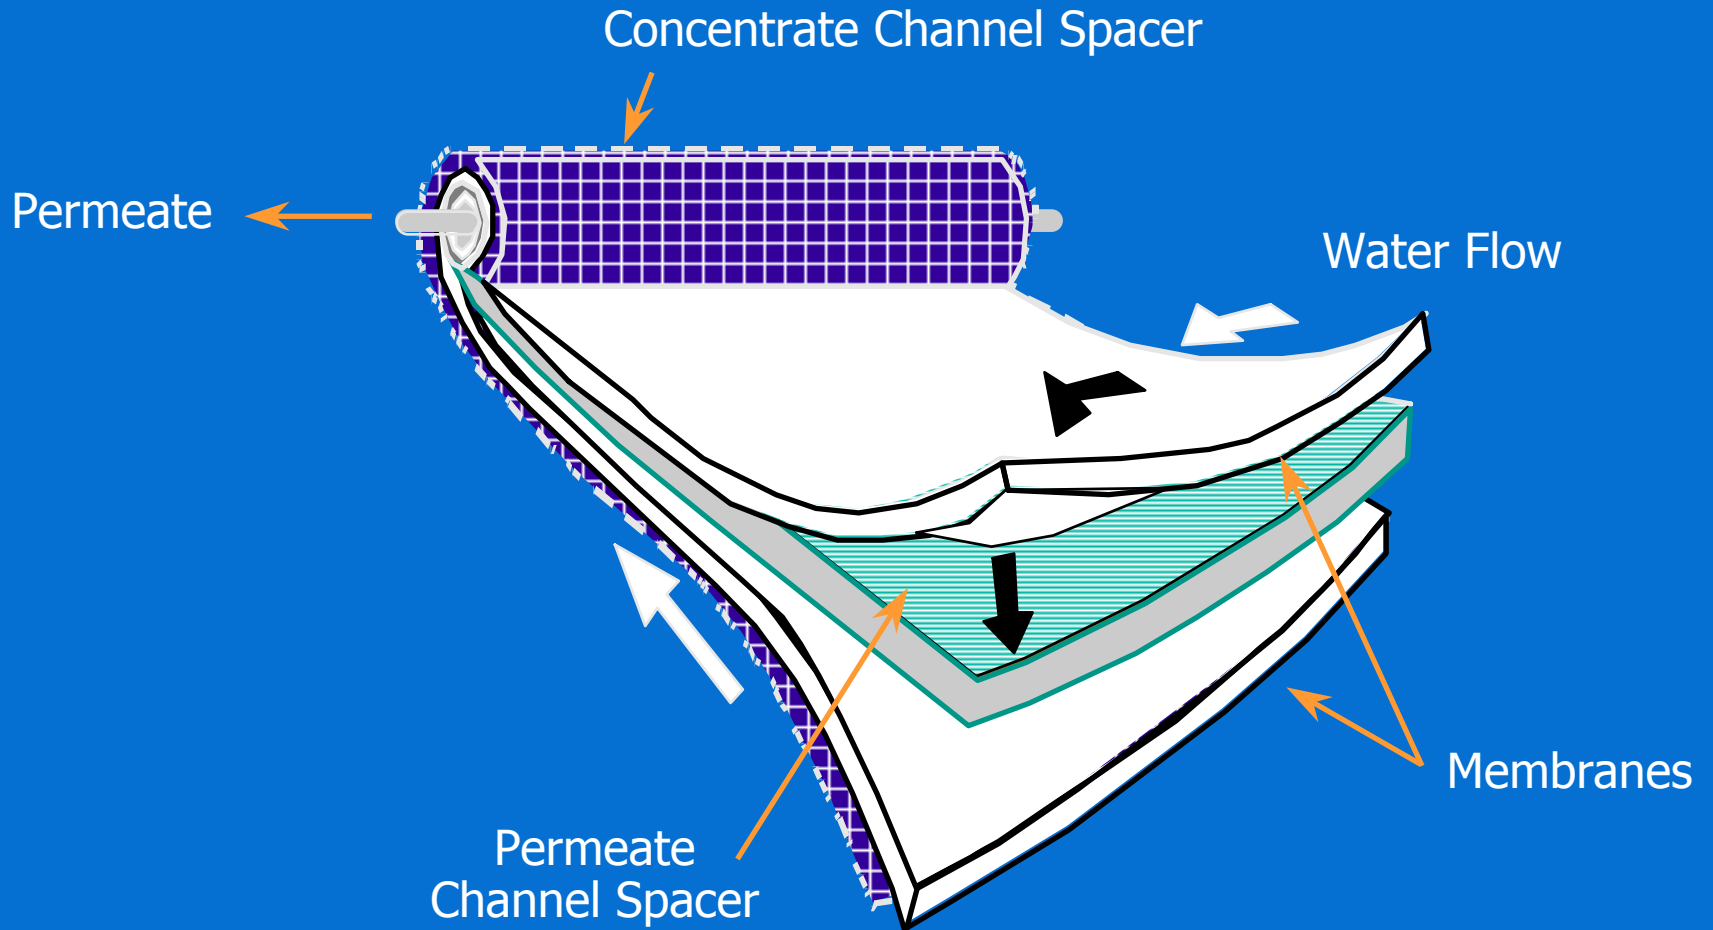 Concentrate Channel Spacer
Permeate
Water Flow
Membranes
Permeate
Channel Spacer